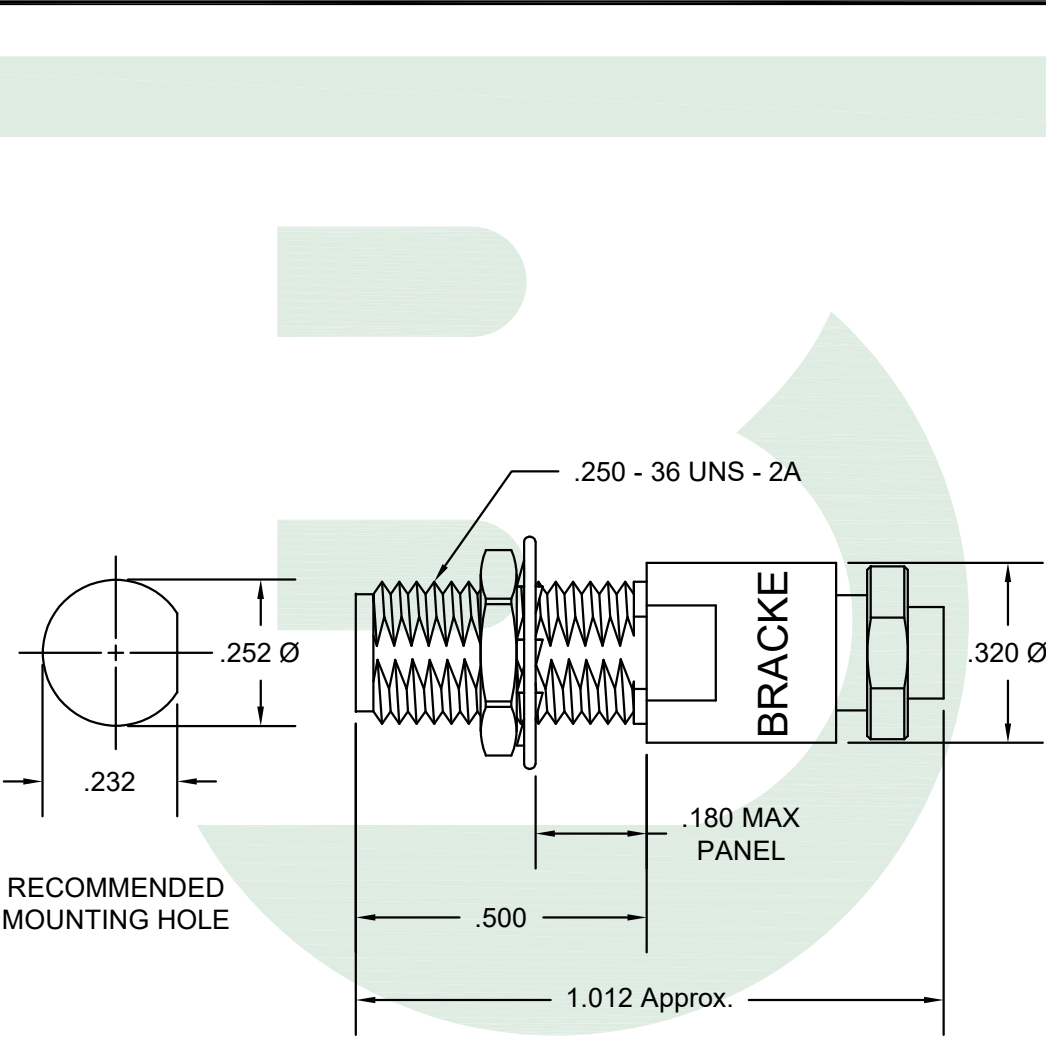 .250 - 36 UNS - 2A
.252 Ø
.232
RECOMMENDED
MOUNTING HOLE
BRACKE
.320 Ø
.180 MAX
PANEL
.500
1.012 Approx.